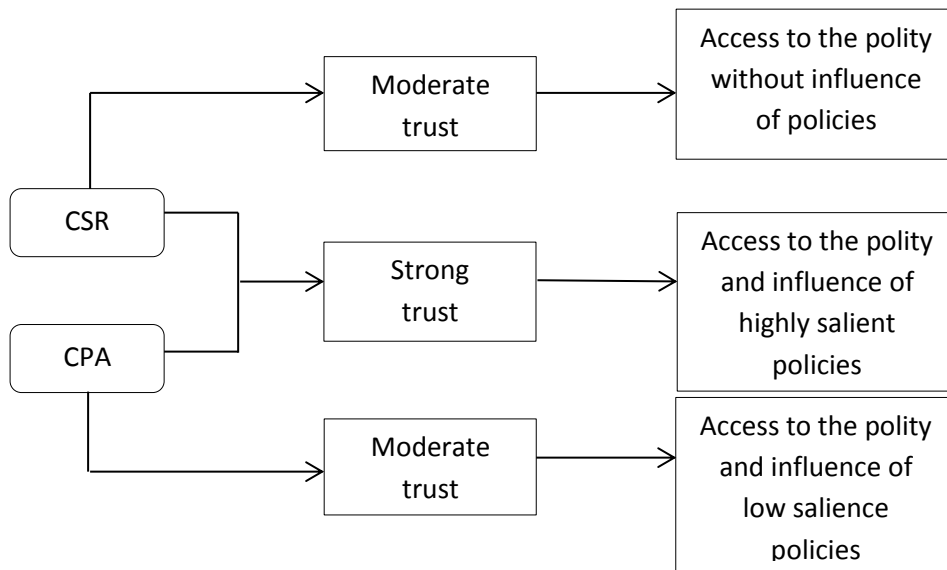 Moderate
trust
Access to the polity
without influence
of policies
CSR
Strong
trust
Access to the polity
and influence of
highly salient
policies
CPA
Moderate
trust
Access to the polity
and influence of
low salience
policies